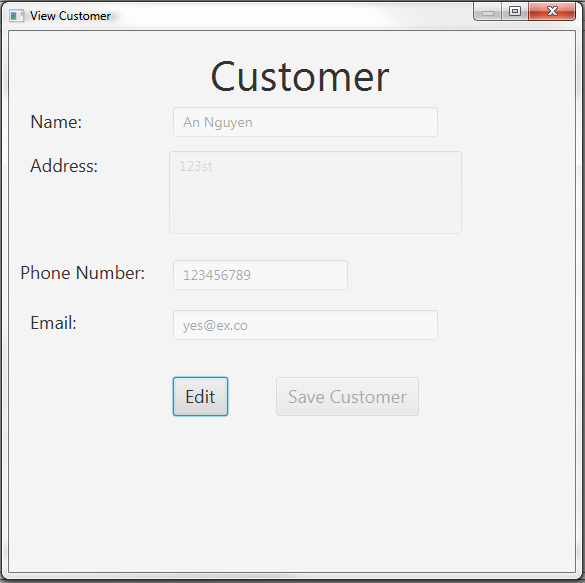 View Customer
Customer
Name: An Nguyen
Address: 123st
Phone Number: 123456789
Email: yes@ex.co
Edit Save Customer